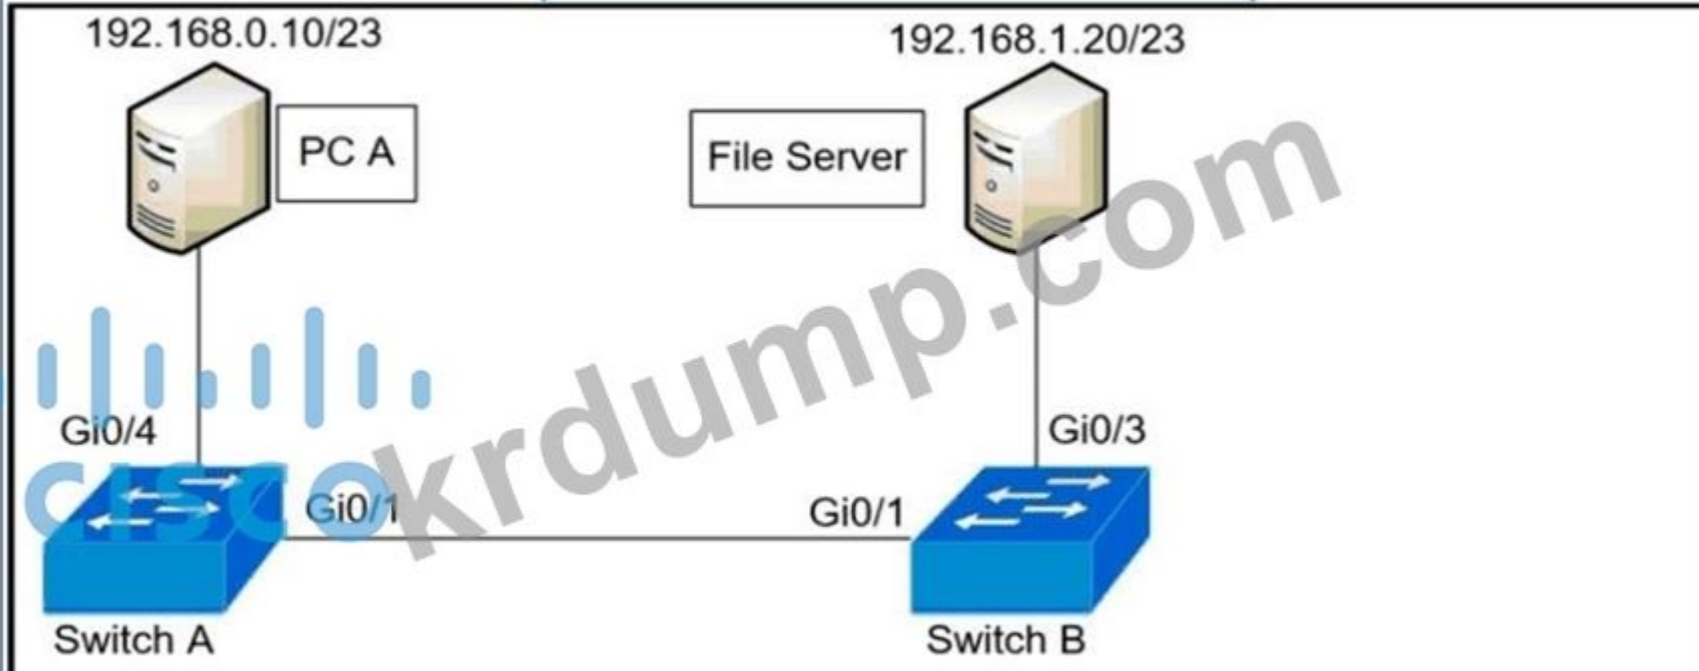 192.168.0.10/23
192.168.1.20/23
PC A
File Server
krdump.com
Gi0/4
Gi0/3
cisco
Gi0/1
Gi0/1
Switch A
Switch B